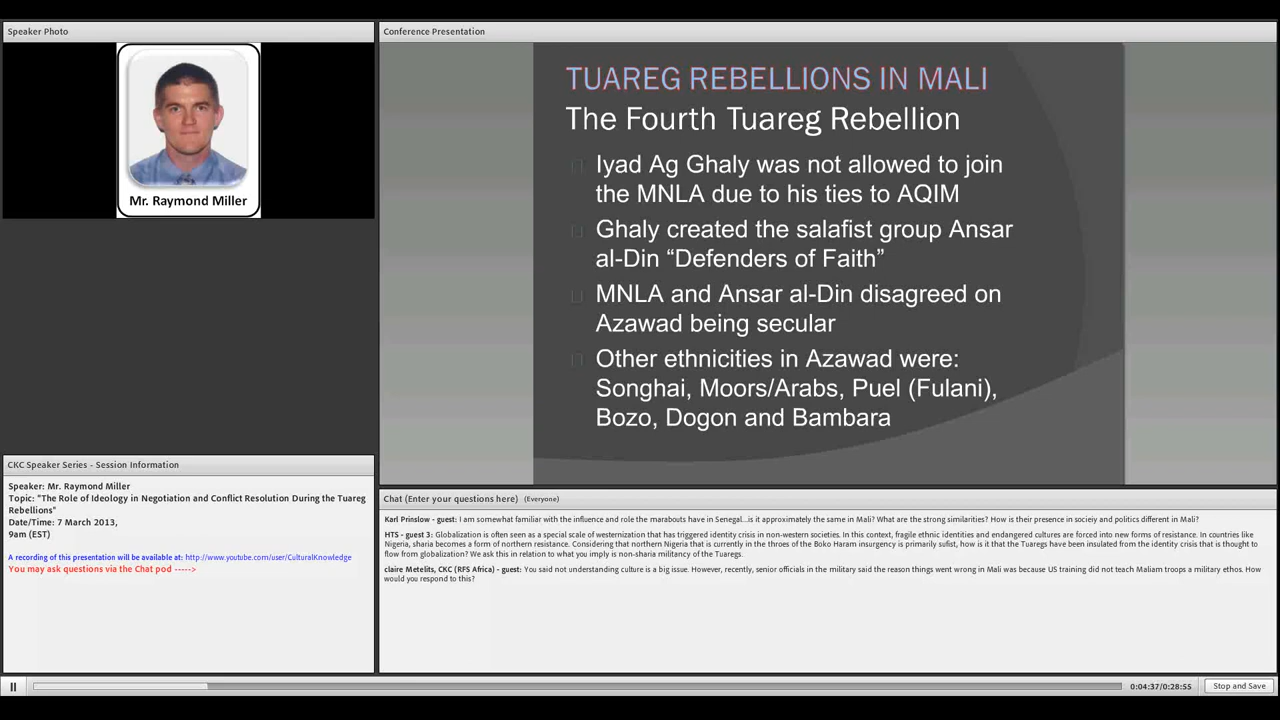 Speaker Photo
Mr. Raymond Miller
Conference Presentation
TUAREG REBELLIONS IN MALI
The Fourth Tuareg Rebellion
Iyad Ag Ghaly was not allowed to join
the MNLA due to his ties to AQIM
Ghaly created the salafist group Ansar
al-Din “Defenders of Faith”
MNLA and Ansar al-Din disagreed on
Azawad being secular
Other ethnicities in Azawad were:
Songhai, Moors/Arabs, Puel (Fulani),
Bozo, Dogon and Bambara
CKC Speaker Series - Session Information
Speaker: Mr. Raymond Miller
Topic: "The Role of Ideology in Negotiation and Conflict Resolution During the Tuareg
Rebellions"
Date/Time: 7 March 2013,
9am (EST)
A recording of this presentation will be available at: http://www.youtube.com/user/CulturalKnowledge
You may ask questions via the Chat pod ----->
Chat (Enter your questions here) (Everyone)
Karl Prinslow - guest: I am somewhat familiar with the influence and role the marabouts have in Senegal...is it approximately the same in Mali? What are the strong similarities? How is their presence in socieiy and politics different in Mali?
HTS - guest 3: Globalization is often seen as a special scale of westernization that has triggered identity crisis in non-western societies. In this context, fragile ethnic identities and endangered cultures are forced into new forms of resistance. In countries like
Nigeria, sharia becomes a form of northern resistance. Considering that northern Nigeria that is currently in the throes of the Boko Haram insurgency is primarily sufist, how is it that the Tuaregs have been insulated from the identity crisis that is thought to
flow from globalization? We ask this in relation to what you imply is non-sharia militancy of the Tuaregs.
claire Metelits, CKC (RFS Africa) - guest: You said not understanding culture is a big issue. However, recently, senior officials in the military said the reason things went wrong in Mali was because US training did not teach Maliam troops a military ethos. How
would you respond to this?
0:04:37/0:28:55
Stop and Save